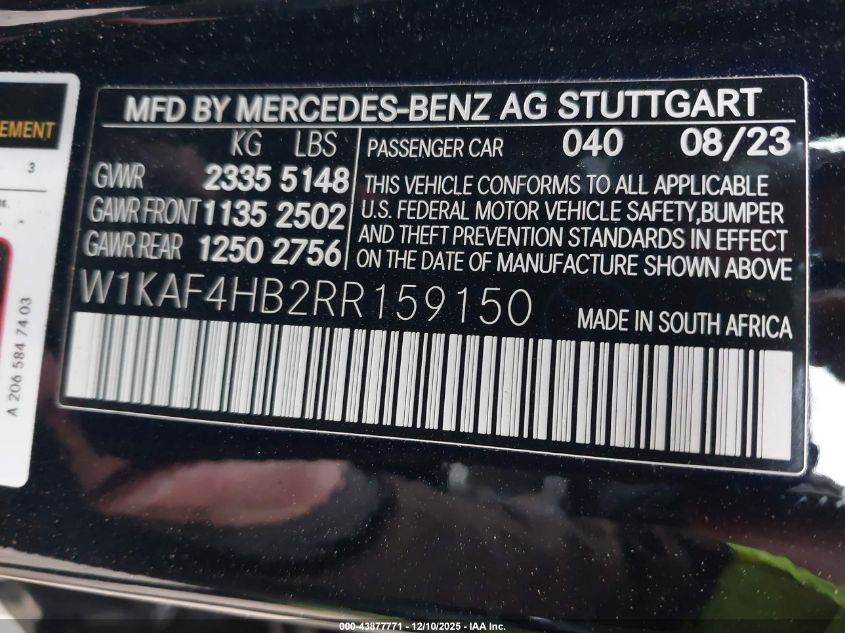 EMENT
3
A 206 584 74 03
MFD BY MERCEDES-BENZ AG STUTTGART
KG LBS
GVWR 2335 5148
GAWR FRONT 1135 2502
GAWR REAR 1250 2756
PASSENGER CAR 040 08/23
THIS VEHICLE CONFORMS TO ALL APPLICABLE
U.S. FEDERAL MOTOR VEHICLE SAFETY,BUMPER
AND THEFT PREVENTION STANDARDS IN EFFECT
ON THE DATE OF MANUFACTURE SHOWN ABOVE
W1KAF4HB2RR159150
MADE IN SOUTH AFRICA
000-43877771 - 12/10/2025 - IAA Inc.